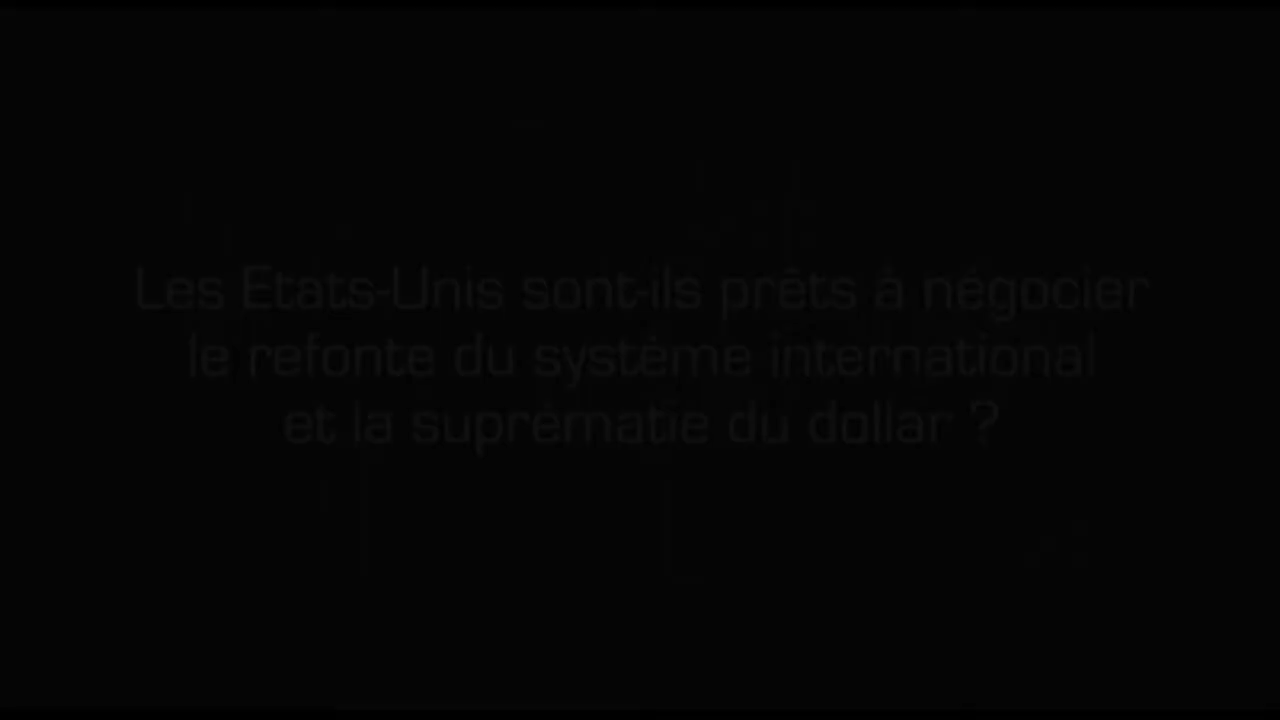 Les Etats-Unis sont-ils prêts à négocier
le refonte du système international
et la suprématie du dollar ?